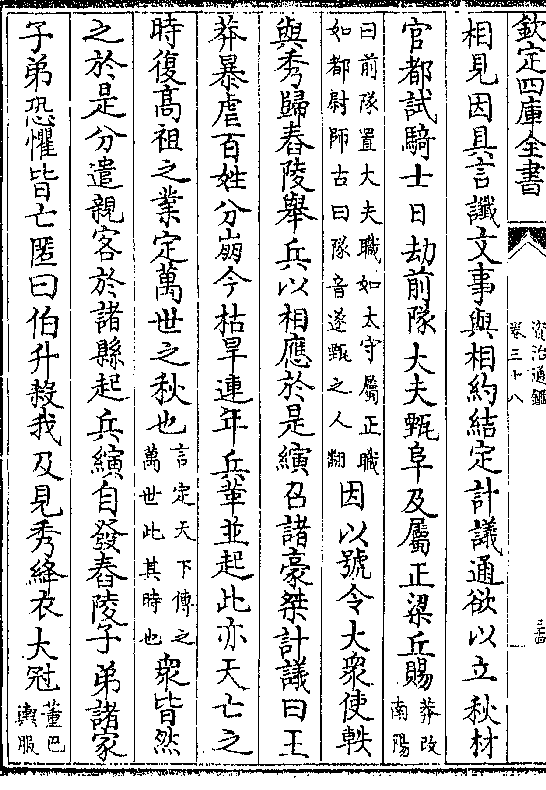 欽定四庫全書
資治通鑑
卷三十八
相見因具言讖文事與相約結定計議通欲以立秋材
官都試騎士日劫前隊大夫甄阜及屬正梁丘賜
莽改
南陽
曰前隊置大夫職如太守屬正職
如都尉師古曰隊音遂甄之人翻
因以號令大衆使軼
與秀歸舂陵舉兵以相應於是縯召諸豪桀計議曰王
莽暴虐百姓分崩今枯旱連年兵革並起此亦天亡之
時復髙祖之業定萬世之秋也
言定天下傳之
萬世此其時也
衆皆然
之於是分遣親客於諸縣起兵縯自發舂陵子弟諸家
子弟恐懼皆亡匿曰伯升殺我及見秀絳衣大冠
董巴
輿服